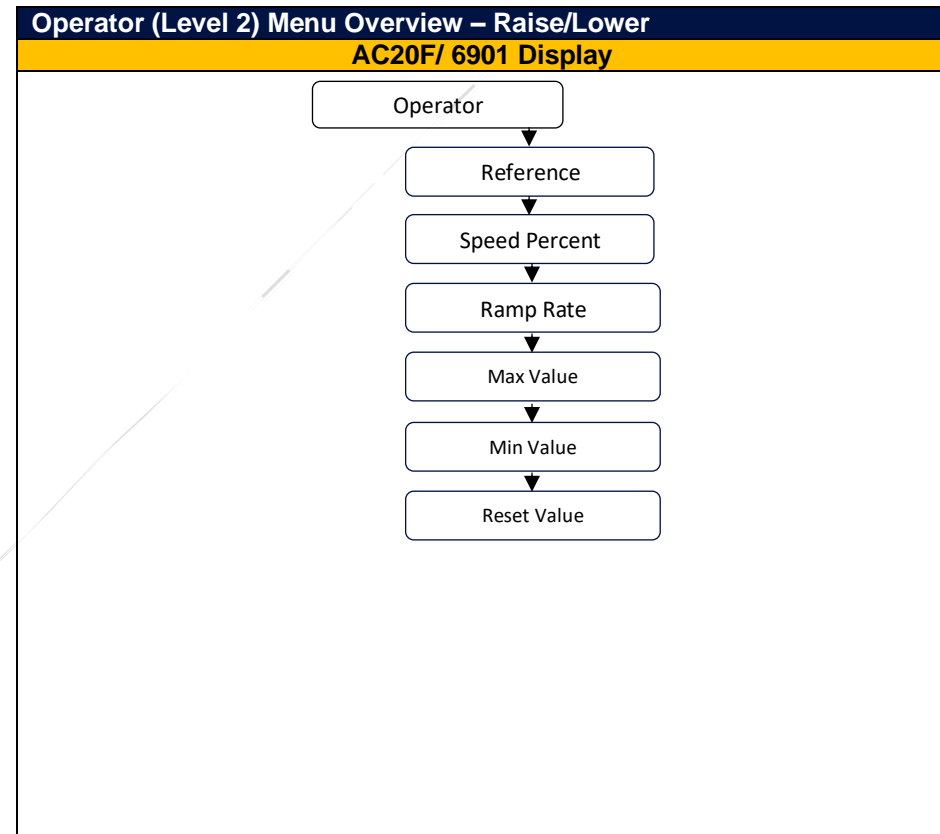 Operator (Level 2) Menu Overview – Raise/Lower
AC20F/ 6901 Display
Operator
Reference
Speed Percent
Ramp Rate
Max Value
Min Value
Reset Value